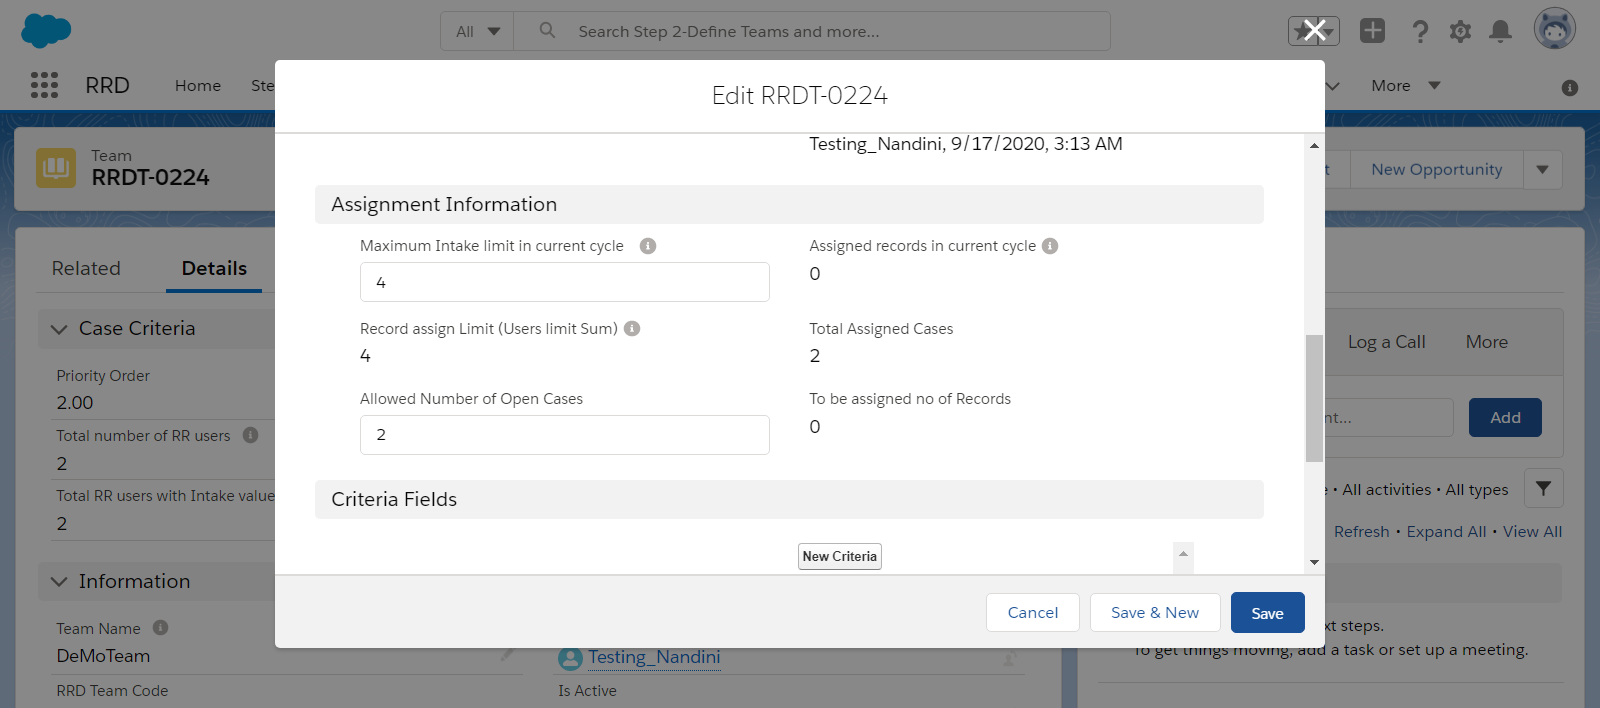 All
Search Step 2-Define Teams and more...
RRD
Home
Ste
More
Edit RRDT-0224
Team
RRDT-0224
New Opportunity
Testing_Nandini, 9/17/2020, 3:13 AM
Assignment Information
Maximum Intake limit in current cycle
4
Assigned records in current cycle
0
Record assign Limit (Users limit Sum)
4
Total Assigned Cases
2
Allowed Number of Open Cases
2
To be assigned no of Records
0
Criteria Fields
New Criteria
Cancel
Save & New
Save
Related
Details
Case Criteria
Priority Order
2.00
Total number of RR users
2
Total RR users with Intake value
2
Information
Team Name
DeMoTeam
RRD Team Code
Testing_Nandini
Is Active
Log a Call
More
nt...
Add
• All activities • All types
Refresh • Expand All • View All
xt steps.
To get things moving, add a task or set up a meeting.